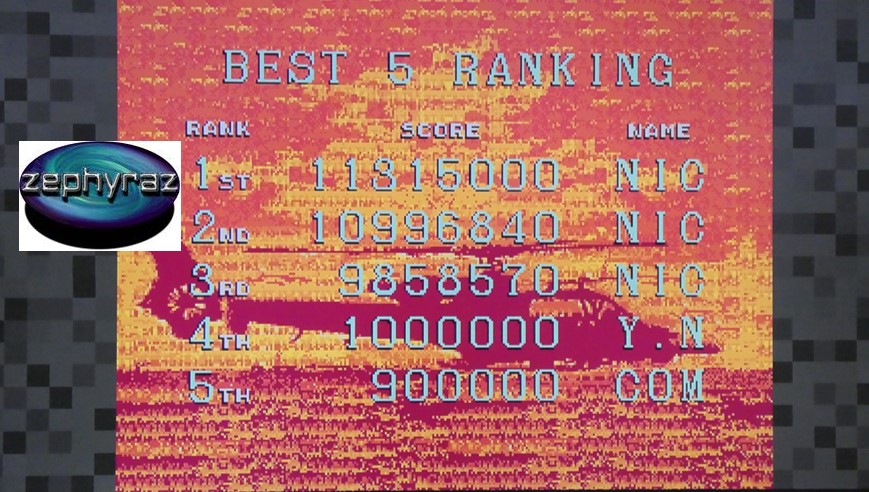 BEST 5 RANKING
RANK SCORE NAME
1ST 11315000 NIC
zephyraz
2ND 10996840 NIC
3RD 9858570 NIC
4TH 1000000 Y.N
5TH 900000 COM